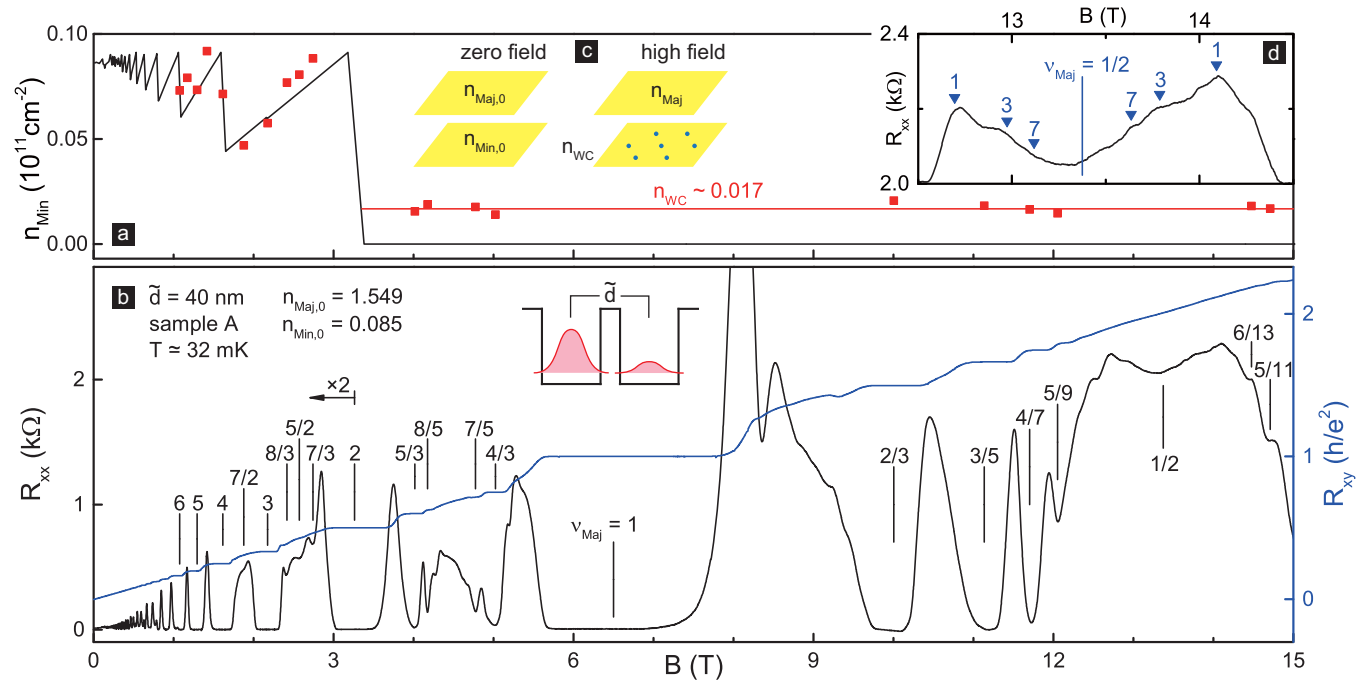 n_Min (10^11 cm^-2)
0.10
0.05
0.00
a
zero field
c
high field
n_Maj,0
n_Maj
n_Min,0
n_WC
n_WC ~ 0.017
B (T)
13
14
2.4
2.0
R_xx (kΩ)
d
ν_Maj = 1/2
1
3
7
7
3
1
b
d̃ = 40 nm
n_Maj,0 = 1.549
sample A
n_Min,0 = 0.085
T ≃ 32 mK
d̃
×2
R_xx (kΩ)
2
1
0
6
5
4
7/2
3
8/3
5/2
7/3
2
5/3
8/5
7/5
4/3
ν_Maj = 1
2/3
3/5
4/7
5/9
1/2
6/13
5/11
R_xy (h/e^2)
2
1
0
0
3
6
9
12
15
B (T)